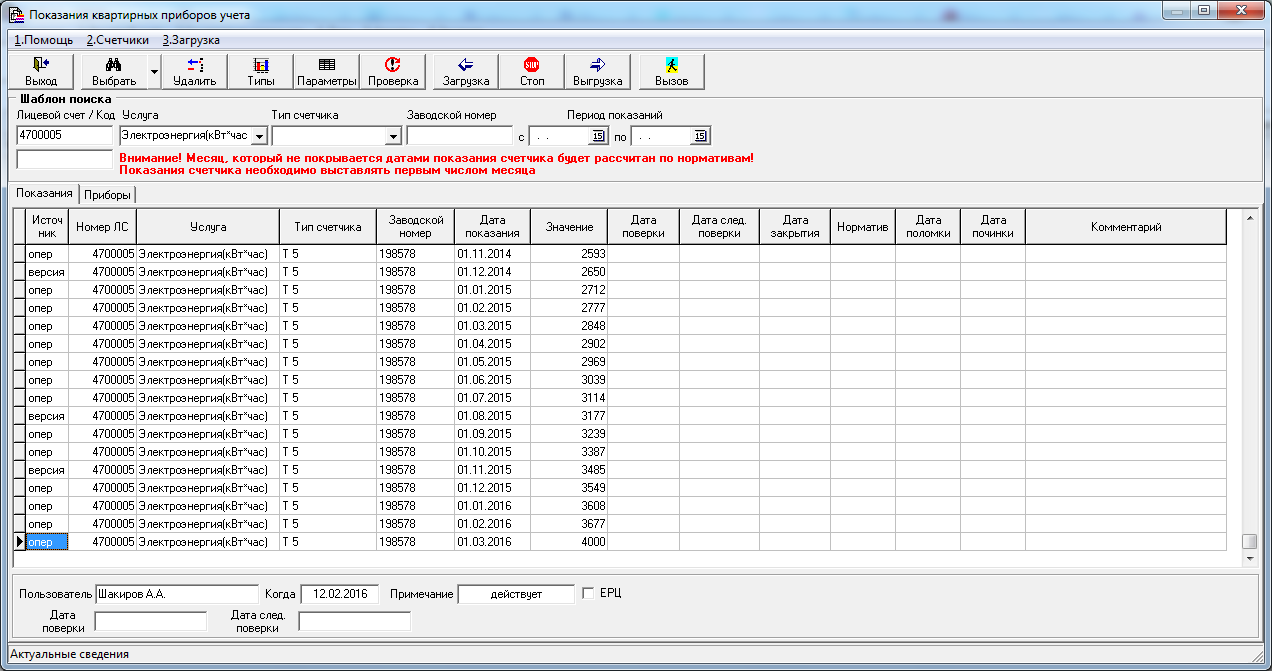 Показания квартирных приборов учета
1.Помощь 2.Счетчики 3.Загрузка
Выход Выбрать Удалить Типы Параметры Проверка Загрузка Стоп Выгрузка Вызов
Шаблон поиска
Лицевой счет / Код Услуга Тип счетчика Заводской номер Период показаний
4700005 Электроэнергия(кВт*час с . . 15 по . . 15
Внимание! Месяц, который не покрывается датами показания счетчика будет рассчитан по нормативам!
Показания счетчика необходимо выставлять первым числом месяца
Показания Приборы
Источ ник Номер ЛС Услуга Тип счетчика Заводской номер Дата показания Значение Дата поверки Дата след. поверки Дата закрытия Норматив Дата поломки Дата починки Комментарий
опер 4700005 Электроэнергия(кВт*час) Т 5 198578 01.11.2014 2593
версия 4700005 Электроэнергия(кВт*час) Т 5 198578 01.12.2014 2650
опер 4700005 Электроэнергия(кВт*час) Т 5 198578 01.01.2015 2712
опер 4700005 Электроэнергия(кВт*час) Т 5 198578 01.02.2015 2777
опер 4700005 Электроэнергия(кВт*час) Т 5 198578 01.03.2015 2848
опер 4700005 Электроэнергия(кВт*час) Т 5 198578 01.04.2015 2902
опер 4700005 Электроэнергия(кВт*час) Т 5 198578 01.05.2015 2969
опер 4700005 Электроэнергия(кВт*час) Т 5 198578 01.06.2015 3039
опер 4700005 Электроэнергия(кВт*час) Т 5 198578 01.07.2015 3114
версия 4700005 Электроэнергия(кВт*час) Т 5 198578 01.08.2015 3177
опер 4700005 Электроэнергия(кВт*час) Т 5 198578 01.09.2015 3239
опер 4700005 Электроэнергия(кВт*час) Т 5 198578 01.10.2015 3387
версия 4700005 Электроэнергия(кВт*час) Т 5 198578 01.11.2015 3485
опер 4700005 Электроэнергия(кВт*час) Т 5 198578 01.12.2015 3549
опер 4700005 Электроэнергия(кВт*час) Т 5 198578 01.01.2016 3608
опер 4700005 Электроэнергия(кВт*час) Т 5 198578 01.02.2016 3677
опер 4700005 Электроэнергия(кВт*час) Т 5 198578 01.03.2016 4000
Пользователь Шакиров А.А. Когда 12.02.2016 Примечание действует ЕРЦ
Дата поверки Дата след. поверки
Актуальные сведения